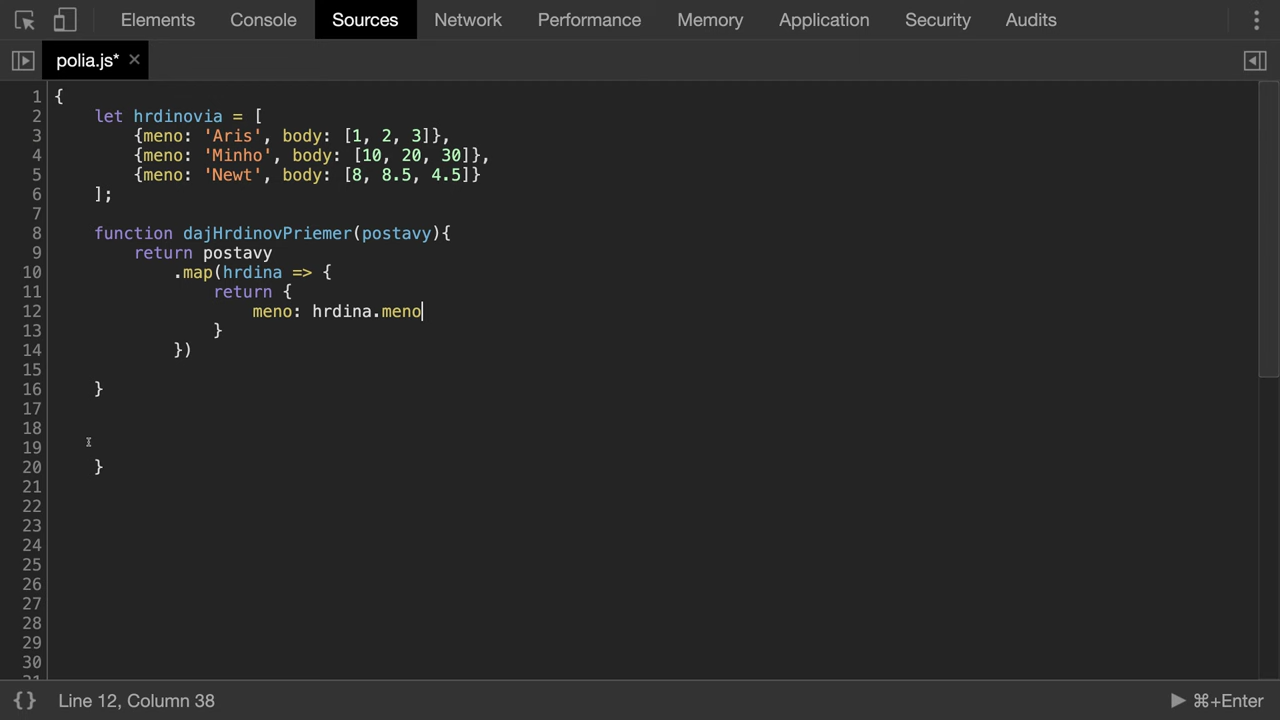 Elements Console Sources Network Performance Memory Application Security Audits
polia.js* ×
1 {
2 let hrdinovia = [
3 {meno: 'Aris', body: [1, 2, 3]},
4 {meno: 'Minho', body: [10, 20, 30]},
5 {meno: 'Newt', body: [8, 8.5, 4.5]}
6 ];
7
8 function dajHrdinovPriemer(postavy){
9 return postavy
10 .map(hrdina => {
11 return {
12 meno: hrdina.meno
13 }
14 })
15
16 }
17
18
19
20 }
21
22
23
24
25
26
27
28
29
30
{} Line 12, Column 38 ⌘+Enter